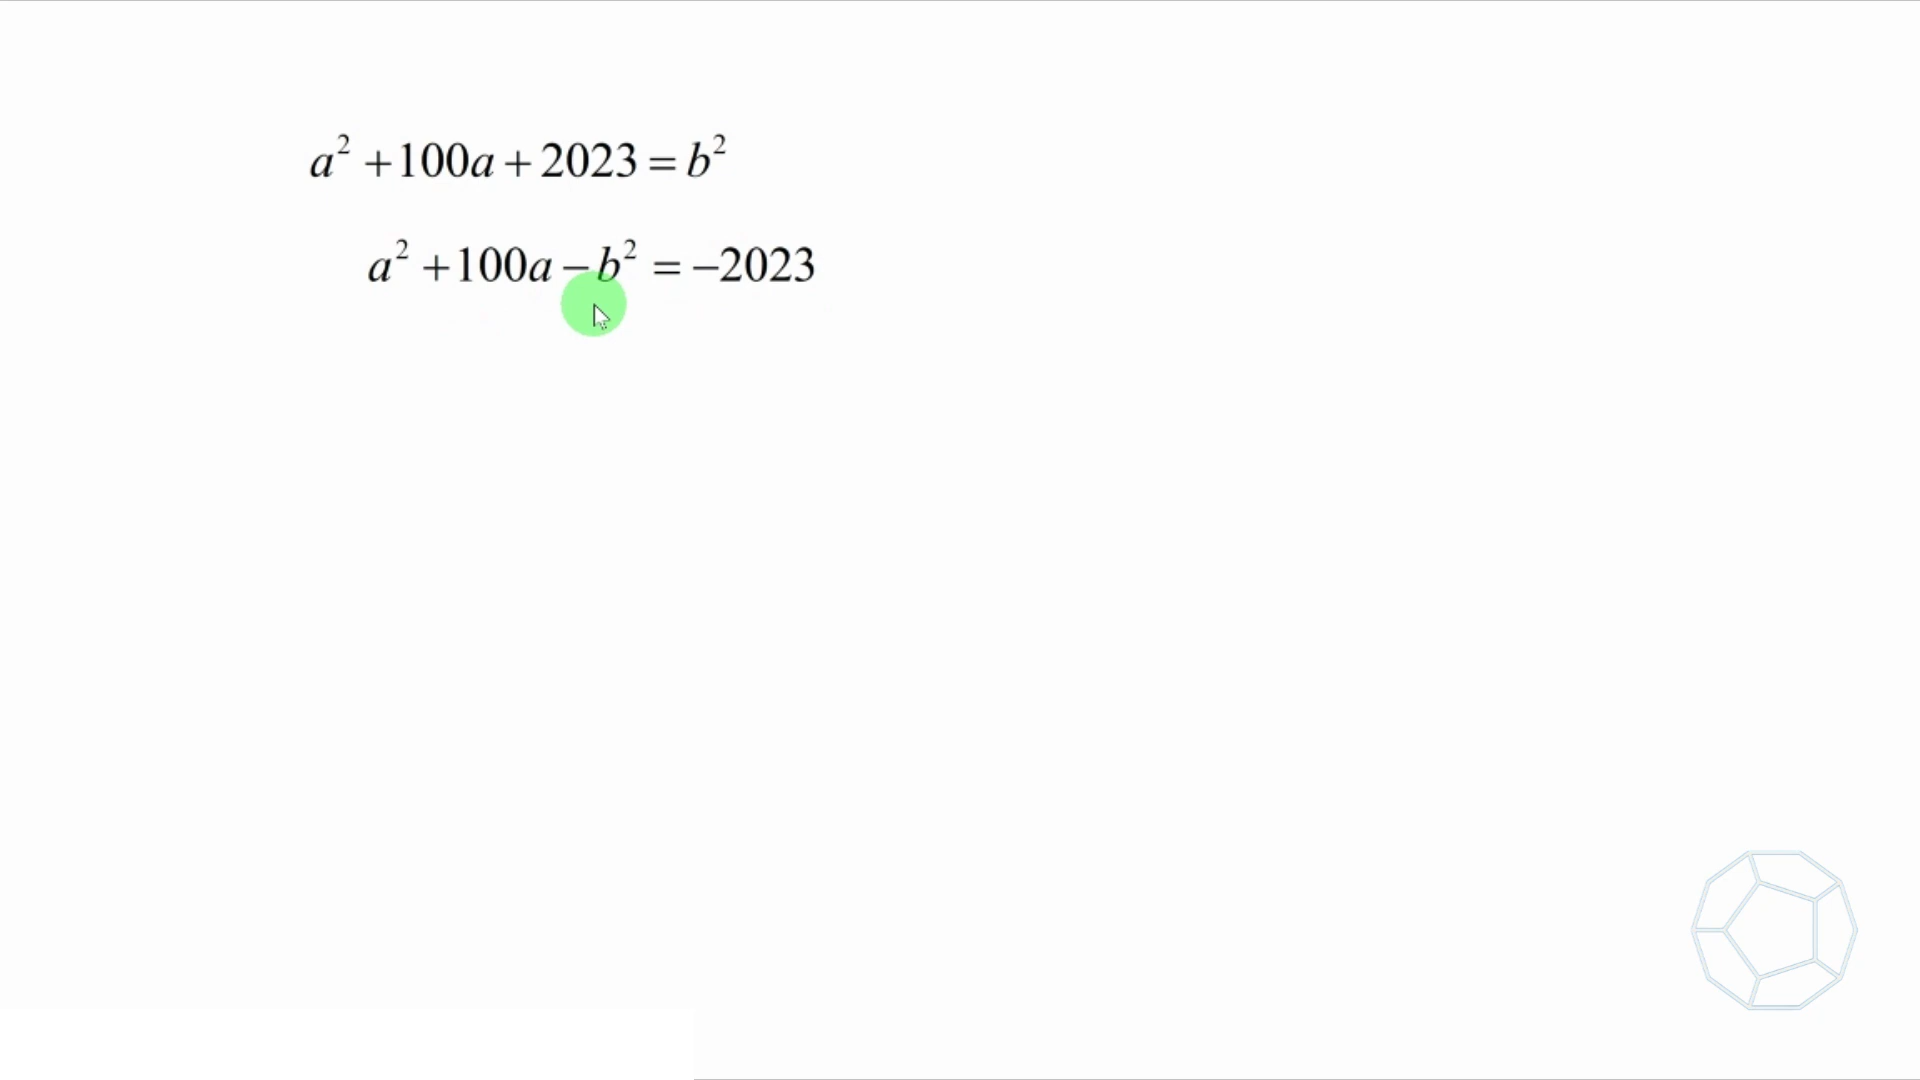 a² + 100a + 2023 = b²
a² + 100a − b² = −2023